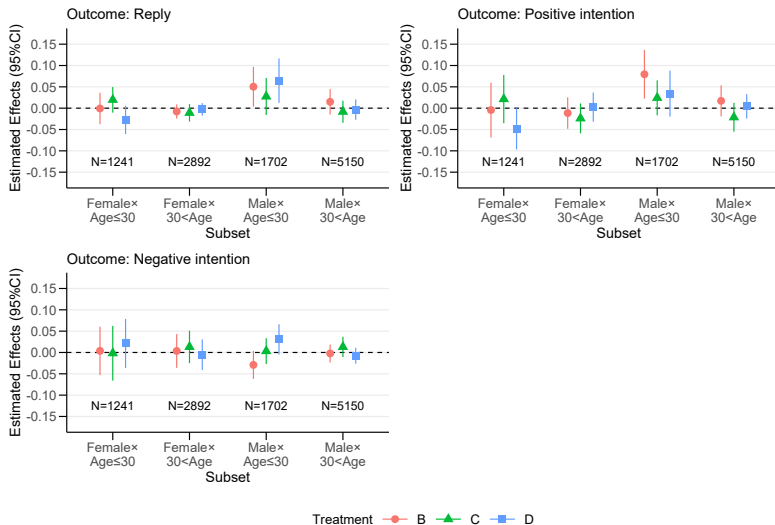 Outcome: Reply
Estimated Effects (95%CI)
0.15
0.10
0.05
0.00
-0.05
-0.10
-0.15
N=1241 N=2892 N=1702 N=5150
Female×
Age≤30
Female×
30<Age
Male×
Age≤30
Male×
30<Age
Subset
Outcome: Positive intention
Estimated Effects (95%CI)
0.15
0.10
0.05
0.00
-0.05
-0.10
-0.15
N=1241 N=2892 N=1702 N=5150
Female×
Age≤30
Female×
30<Age
Male×
Age≤30
Male×
30<Age
Subset
Outcome: Negative intention
Estimated Effects (95%CI)
0.15
0.10
0.05
0.00
-0.05
-0.10
-0.15
N=1241 N=2892 N=1702 N=5150
Female×
Age≤30
Female×
30<Age
Male×
Age≤30
Male×
30<Age
Subset
Treatment B C D